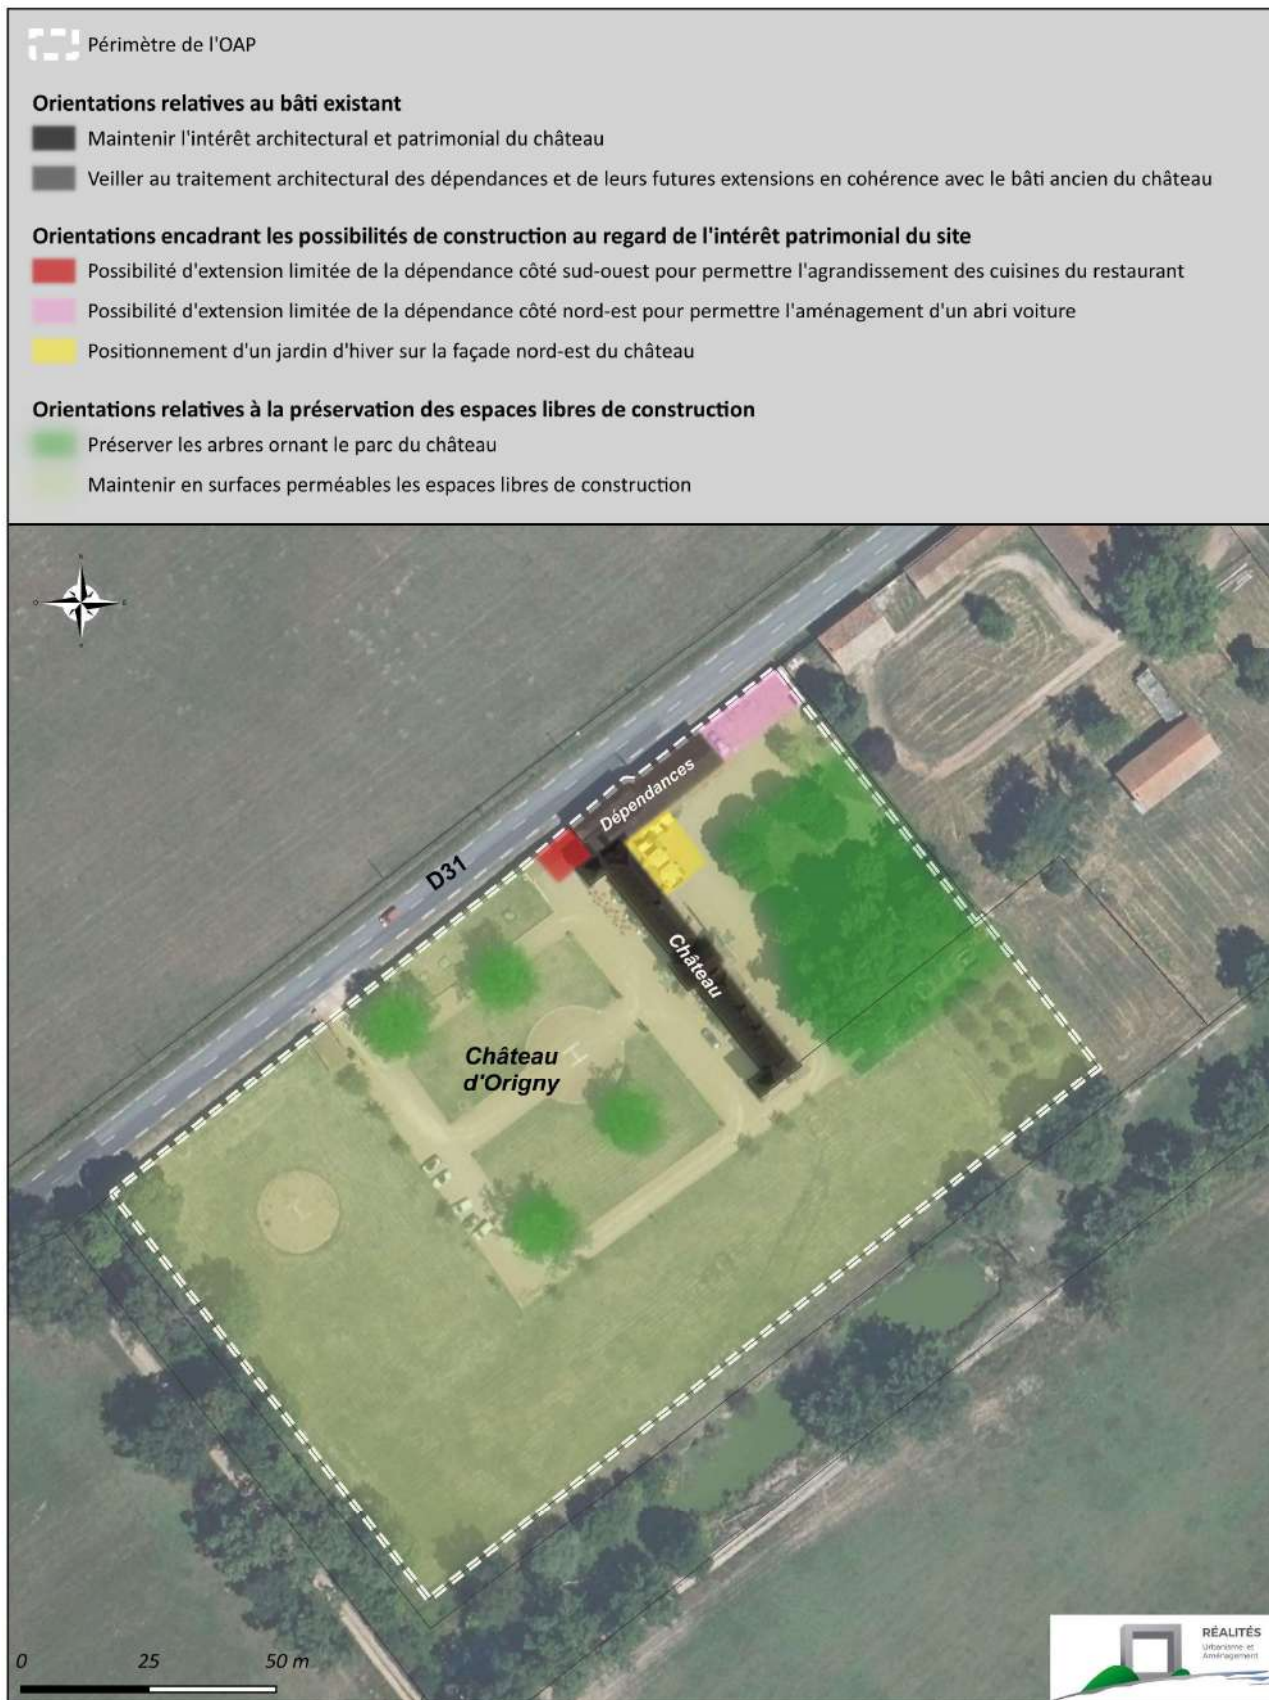 Périmètre de l'OAP
Orientations relatives au bâti existant
Maintenir l'intérêt architectural et patrimonial du château
Veiller au traitement architectural des dépendances et de leurs futures extensions en cohérence avec le bâti ancien du château
Orientations encadrant les possibilités de construction au regard de l'intérêt patrimonial du site
Possibilité d'extension limitée de la dépendance côté sud-ouest pour permettre l'agrandissement des cuisines du restaurant
Possibilité d'extension limitée de la dépendance côté nord-est pour permettre l'aménagement d'un abri voiture
Positionnement d'un jardin d'hiver sur la façade nord-est du château
Orientations relatives à la préservation des espaces libres de construction
Préserver les arbres ornant le parc du château
Maintenir en surfaces perméables les espaces libres de construction
N
O
E
Dépendances
D31
Château
Château
d'Origny
H
0 25 50 m
RÉALITÉS
Urbanisme et
Aménagement